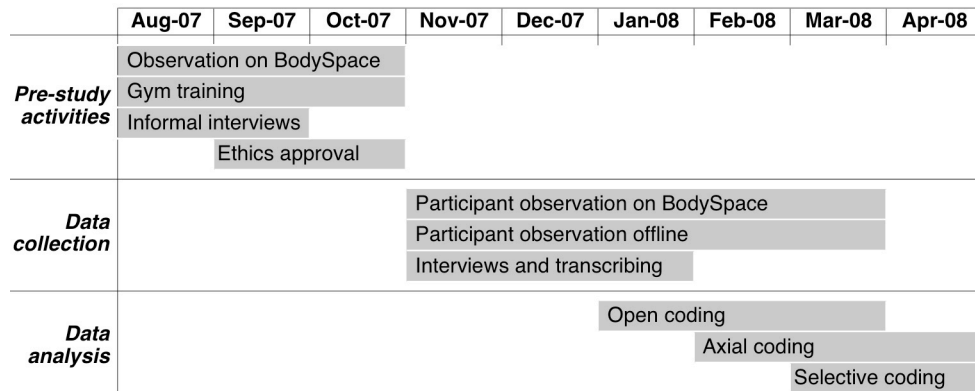 Aug-07 Sep-07 Oct-07 Nov-07 Dec-07 Jan-08 Feb-08 Mar-08 Apr-08
Pre-study
activities
Observation on BodySpace
Gym training
Informal interviews
Ethics approval
Data
collection
Participant observation on BodySpace
Participant observation offline
Interviews and transcribing
Data
analysis
Open coding
Axial coding
Selective coding